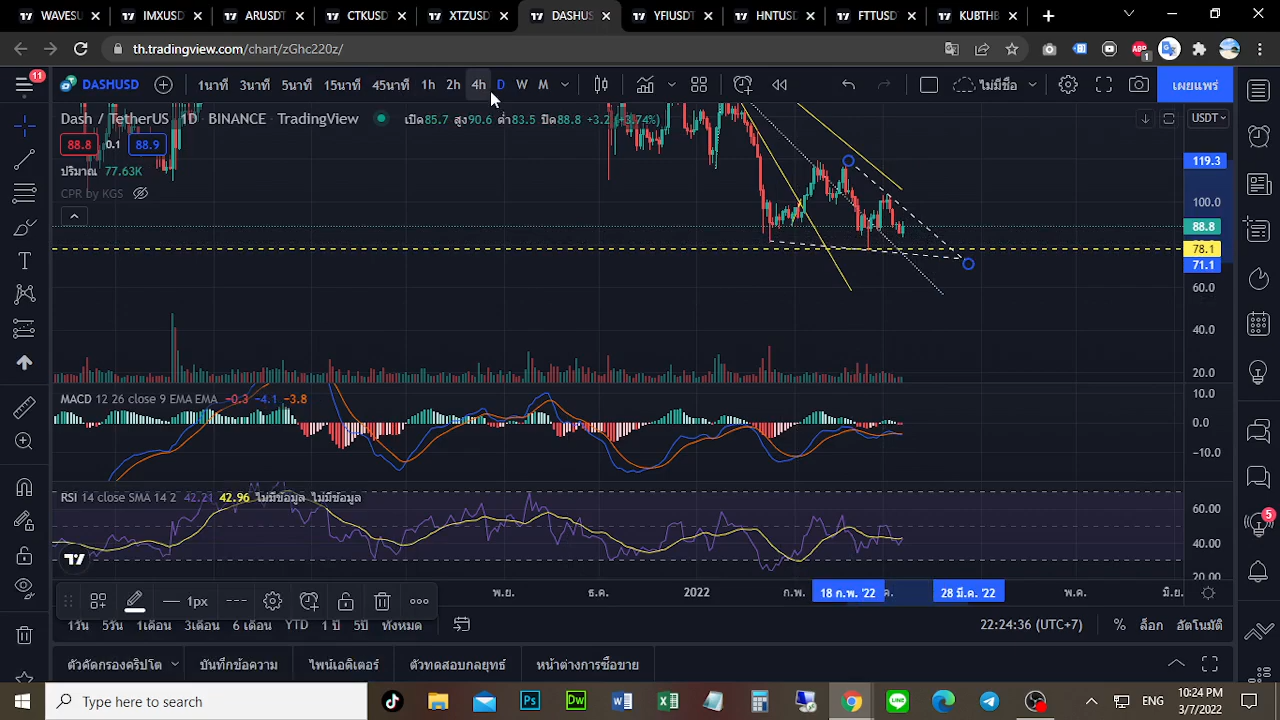 WAVESU
IMXUSD
ARUSDT
CTKUSD
XTZUSD
DASHUS
YFIUSDT
HNTUSD
FTTUSD
KUBTHB
th.tradingview.com/chart/zGhc220z/
1
11
DASHUSD
1นาที
3นาที
5นาที
15นาที
45นาที
1h
2h
4h
D
W
M
ไม่มีชื่อ
เผยแพร่
Dash / TetherUS 1D BINANCE TradingView
เปิด85.7 สูง90.6 ต่ำ83.5 ปิด88.8 +3.2 (+3.74%)
USDT
88.8
0.1
88.9
ปริมาณ 77.63K
CPR by KGS
119.3
100.0
88.8
78.1
71.1
60.0
40.0
20.0
MACD 12 26 close 9 EMA EMA −0.3 −4.1 −3.8
10.0
0.0
−10.0
RSI 14 close SMA 14 2 42.21 42.96 ไม่มีข้อมูล ไม่มีข้อมูล
60.00
40.00
20.00
5
1px
พ.ย.
ธ.ค.
2022
ก.พ.
18 ก.พ. '22
28 มี.ค. '22
พ.ค.
มิ.ย.
1วัน
5วัน
1เดือน
3เดือน
6 เดือน
YTD
1 ปี
5ปี
ทั้งหมด
22:24:36 (UTC+7)
%
ล็อก
อัตโนมัติ
ตัวคัดกรองคริปโต
บันทึกข้อความ
ไพน์เอดิเตอร์
ตัวทดสอบกลยุทธ์
หน้าต่างการซื้อขาย
Type here to search
Ps
Dw
ENG
10:24 PM
3/7/2022